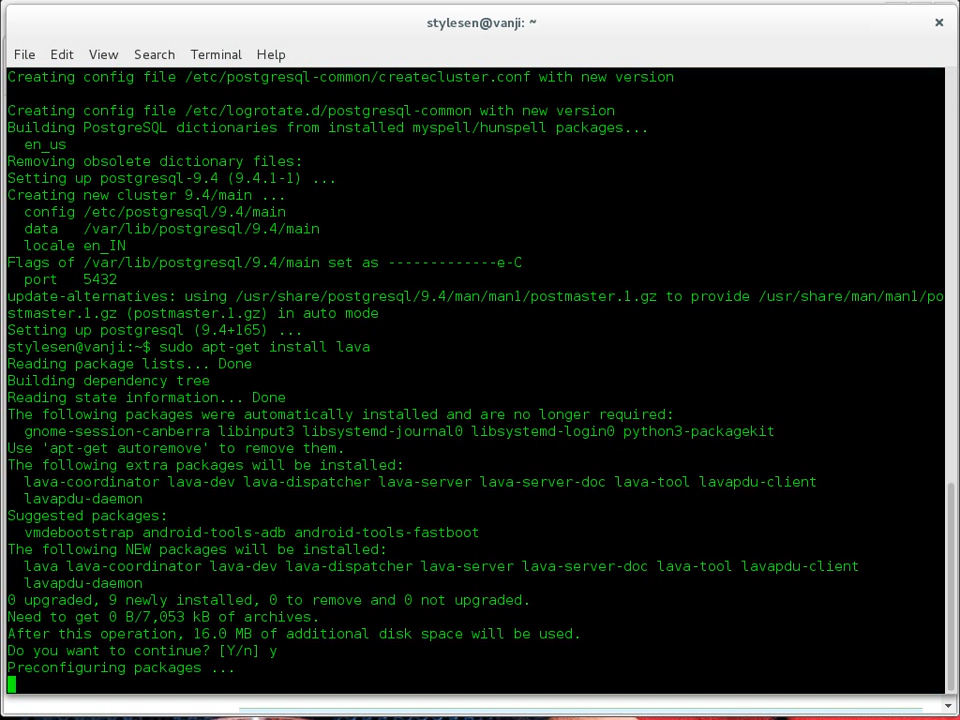 stylesen@vanji: ~
File Edit View Search Terminal Help
Creating config file /etc/postgresql-common/createcluster.conf with new version
Creating config file /etc/logrotate.d/postgresql-common with new version
Building PostgreSQL dictionaries from installed myspell/hunspell packages...
  en_us
Removing obsolete dictionary files:
Setting up postgresql-9.4 (9.4.1-1) ...
Creating new cluster 9.4/main ...
  config /etc/postgresql/9.4/main
  data   /var/lib/postgresql/9.4/main
  locale en_IN
Flags of /var/lib/postgresql/9.4/main set as -------------e-C
  port   5432
update-alternatives: using /usr/share/postgresql/9.4/man/man1/postmaster.1.gz to provide /usr/share/man/man1/po
stmaster.1.gz (postmaster.1.gz) in auto mode
Setting up postgresql (9.4+165) ...
stylesen@vanji:~$ sudo apt-get install lava
Reading package lists... Done
Building dependency tree
Reading state information... Done
The following packages were automatically installed and are no longer required:
  gnome-session-canberra libinput3 libsystemd-journal0 libsystemd-login0 python3-packagekit
Use 'apt-get autoremove' to remove them.
The following extra packages will be installed:
  lava-coordinator lava-dev lava-dispatcher lava-server lava-server-doc lava-tool lavapdu-client
  lavapdu-daemon
Suggested packages:
  vmdebootstrap android-tools-adb android-tools-fastboot
The following NEW packages will be installed:
  lava lava-coordinator lava-dev lava-dispatcher lava-server lava-server-doc lava-tool lavapdu-client
  lavapdu-daemon
0 upgraded, 9 newly installed, 0 to remove and 0 not upgraded.
Need to get 0 B/7,053 kB of archives.
After this operation, 16.0 MB of additional disk space will be used.
Do you want to continue? [Y/n] y
Preconfiguring packages ...